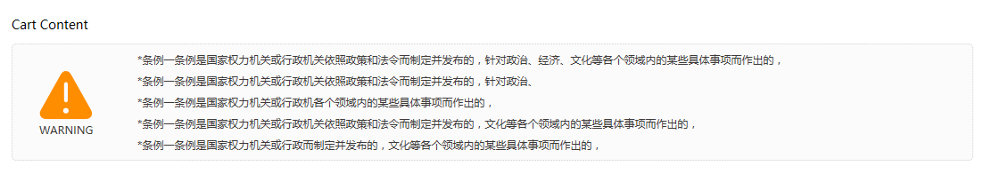 Cart Content
*条例一条例是国家权力机关或行政机关依照政策和法令而制定并发布的，针对政治、经济、文化等各个领域内的某些具体事项而作出的，
*条例一条例是国家权力机关或行政机关依照政策和法令而制定并发布的，针对政治、
*条例一条例是国家权力机关或行政机各个领域内的某些具体事项而作出的，
*条例一条例是国家权力机关或行政机关依照政策和法令而制定并发布的，文化等各个领域内的某些具体事项而作出的，
WARNING
*条例一条例是国家权力机关或行政而制定并发布的，文化等各个领域内的某些具体事项而作出的，